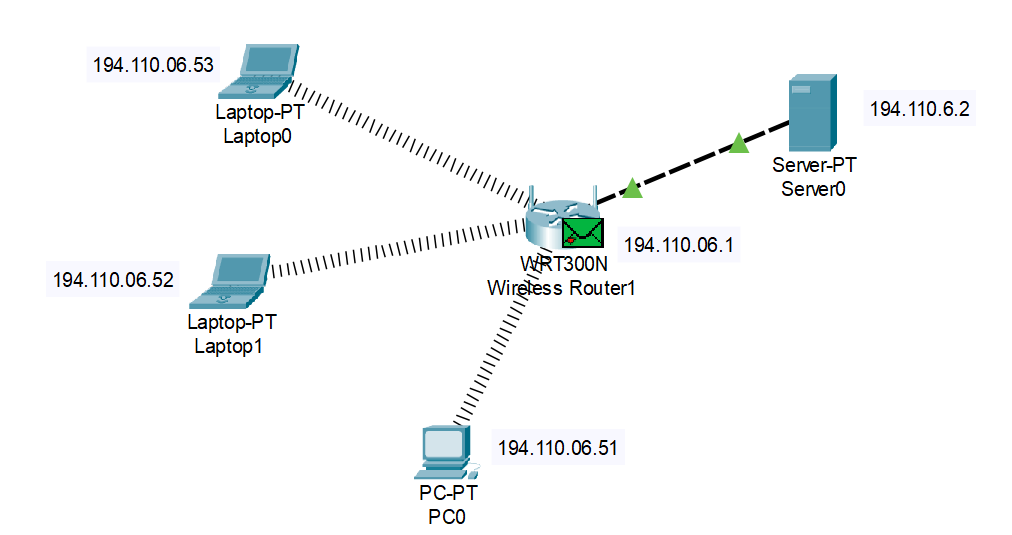 194.110.06.53
Laptop-PT
Laptop0
194.110.6.2
Server-PT
Server0
194.110.06.1
WRT300N
Wireless Router1
194.110.06.52
Laptop-PT
Laptop1
194.110.06.51
PC-PT
PC0